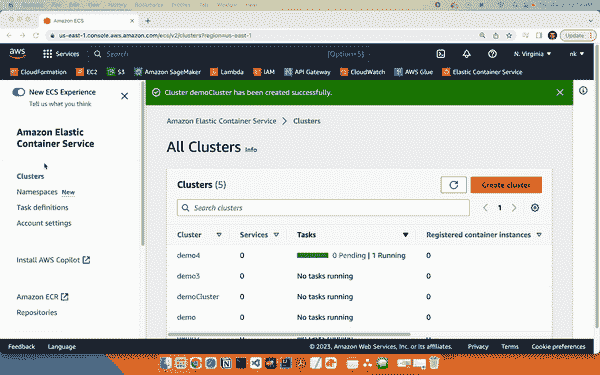 Amazon ECS
us-east-1.console.aws.amazon.com/ecs/v2/clusters?region=us-east-1
Update
aws
Services
Search
[Option+S]
N. Virginia
nk
CloudFormation
EC2
S3
Amazon SageMaker
Lambda
IAM
API Gateway
CloudWatch
AWS Glue
Elastic Container Service
New ECS Experience
Tell us what you think
Amazon Elastic
Container Service
Clusters
Namespaces New
Task definitions
Account settings
Install AWS Copilot
Amazon ECR
Repositories
Cluster demoCluster has been created successfully.
Amazon Elastic Container Service > Clusters
All Clusters Info
Clusters (5)
Create cluster
Search clusters
1
Cluster Services Tasks Registered container instances
demo4 0 0 Pending | 1 Running 0
demo3 0 No tasks running 0
demoCluster 0 No tasks running 0
demo 0 No tasks running 0
Feedback Language
© 2023, Amazon Web Services, Inc. or its affiliates. Privacy Terms Cookie preferences